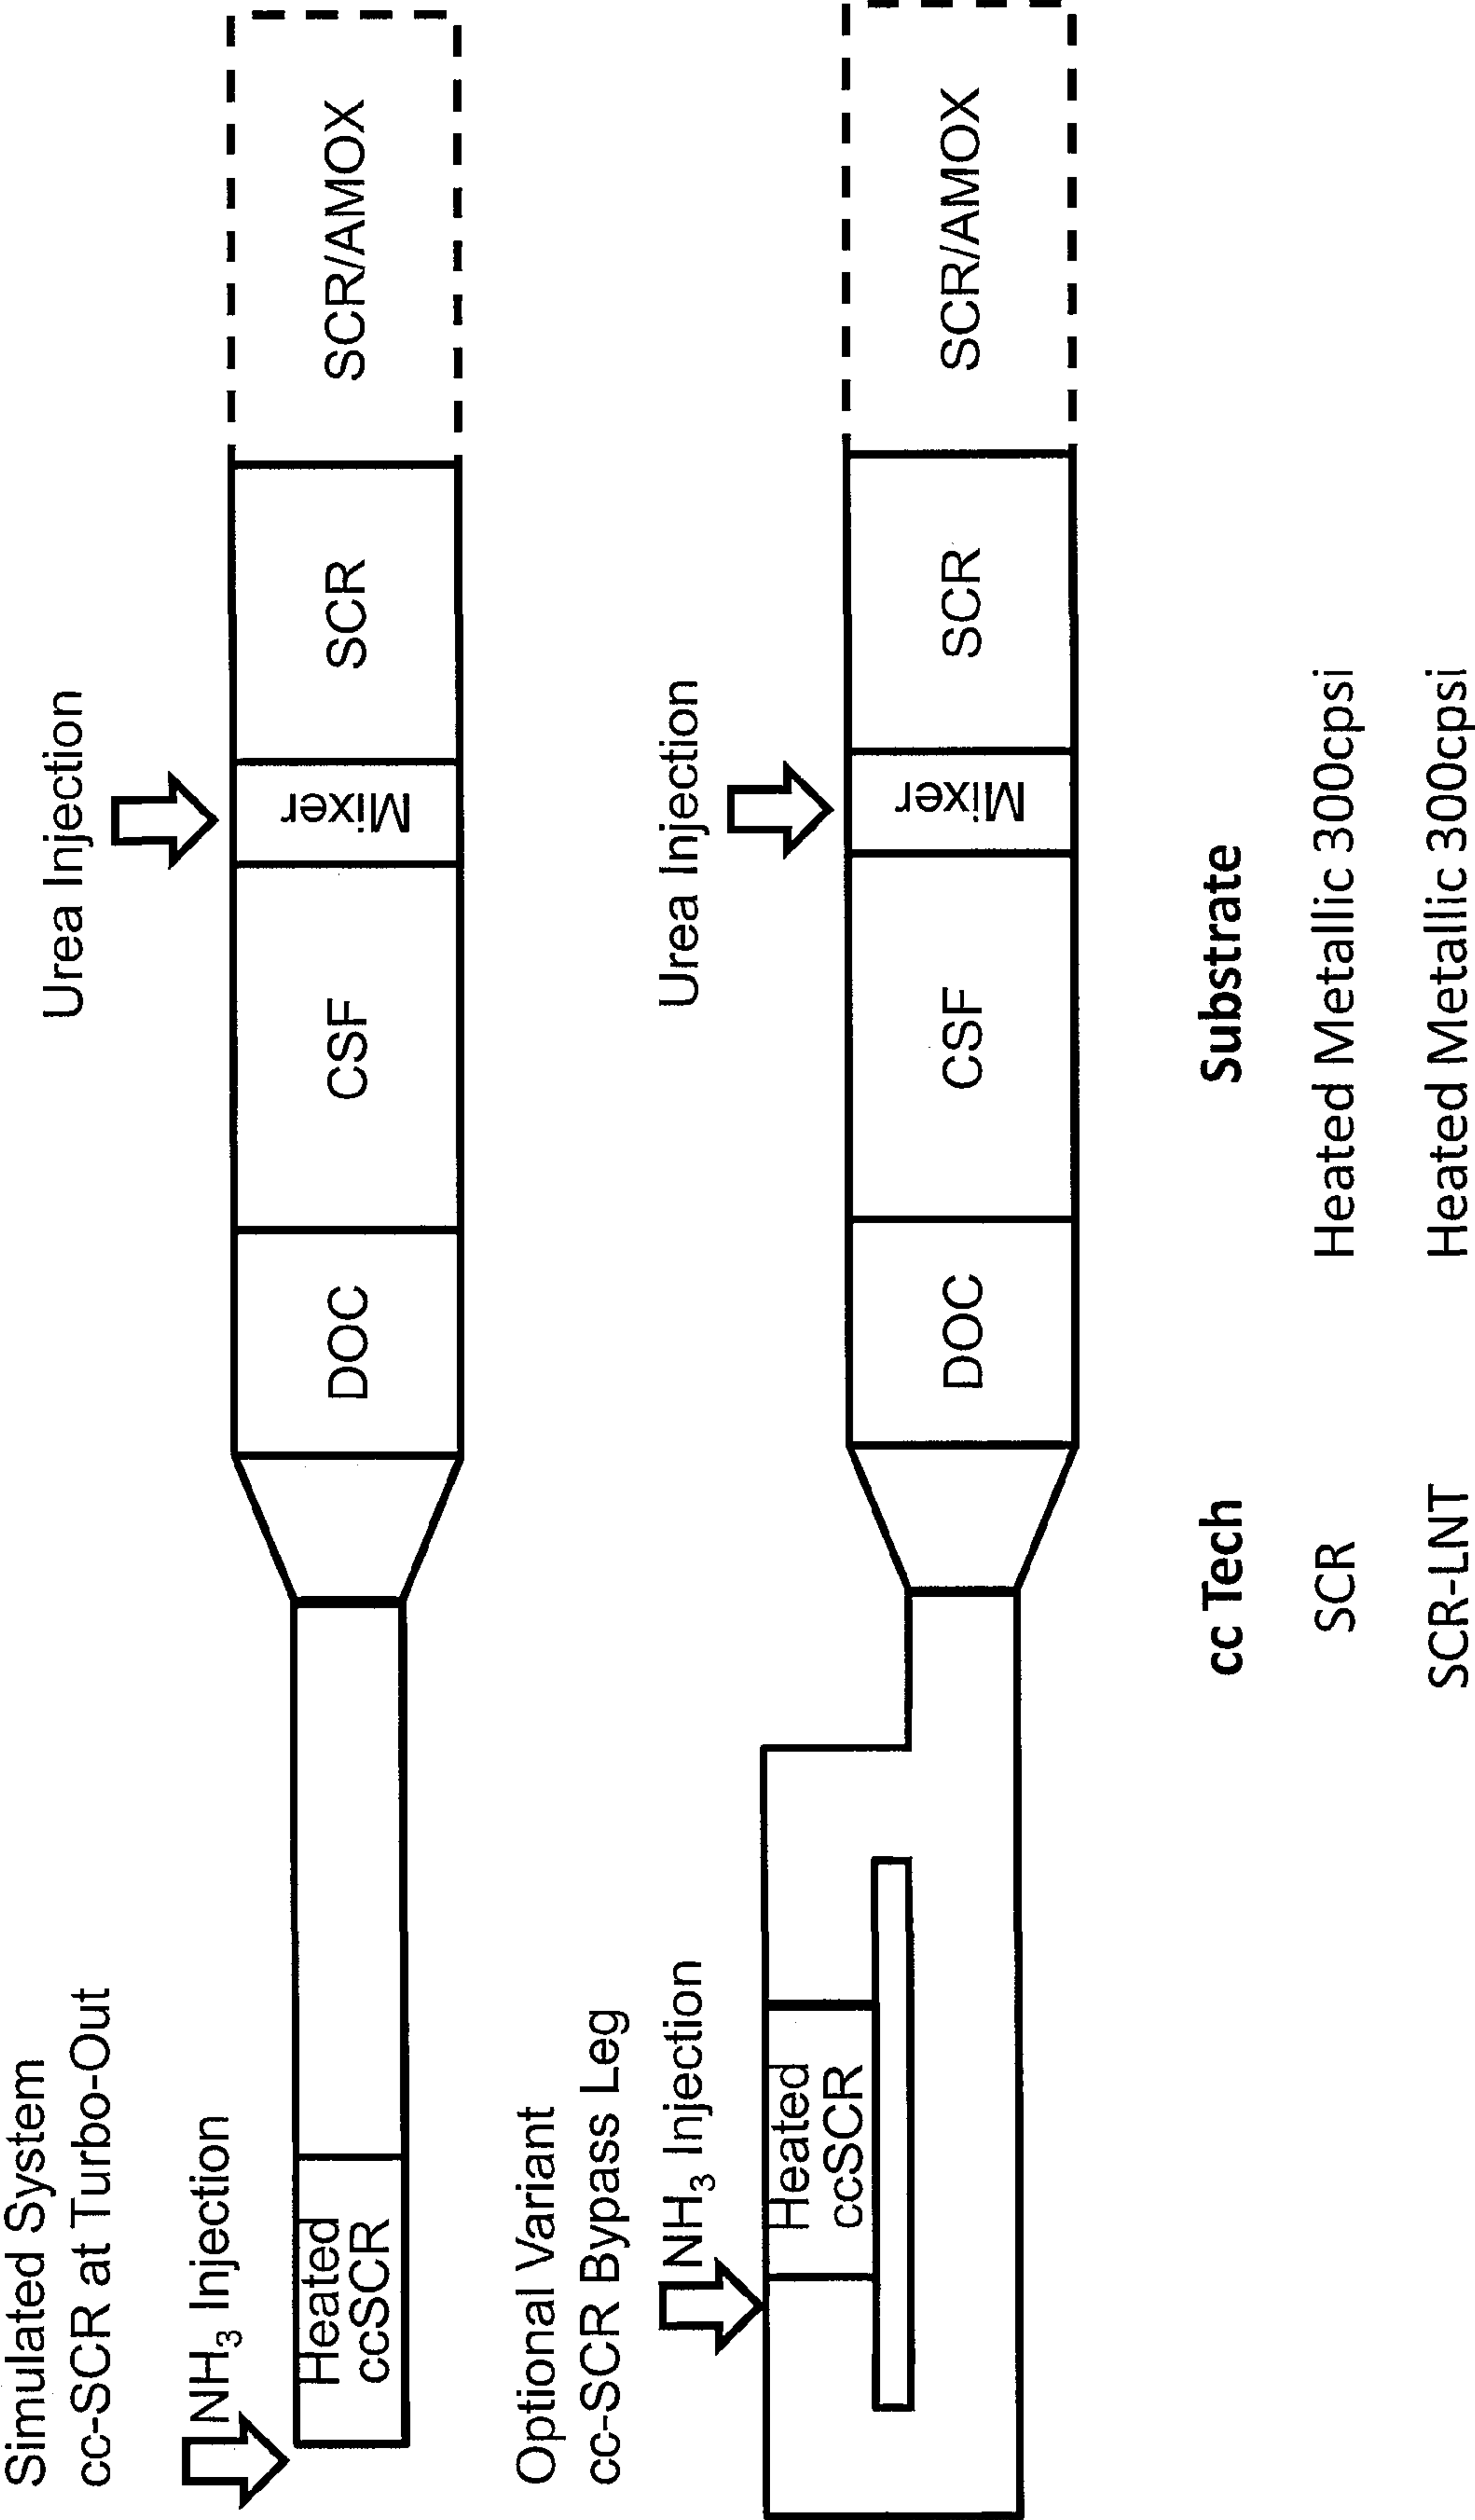 Simulated System
cc-SCR at Turbo-Out
NH₃ Injection
Urea Injection
Heated
ccSCR
DOC
CSF
Mixer
SCR
SCR/AMOX
Optional Variant
cc-SCR Bypass Leg
NH₃ Injection
Urea Injection
Heated
ccSCR
DOC
CSF
Mixer
SCR
SCR/AMOX
cc Tech
Substrate
SCR
Heated Metallic 300cpsi
SCR-LNT
Heated Metallic 300cpsi